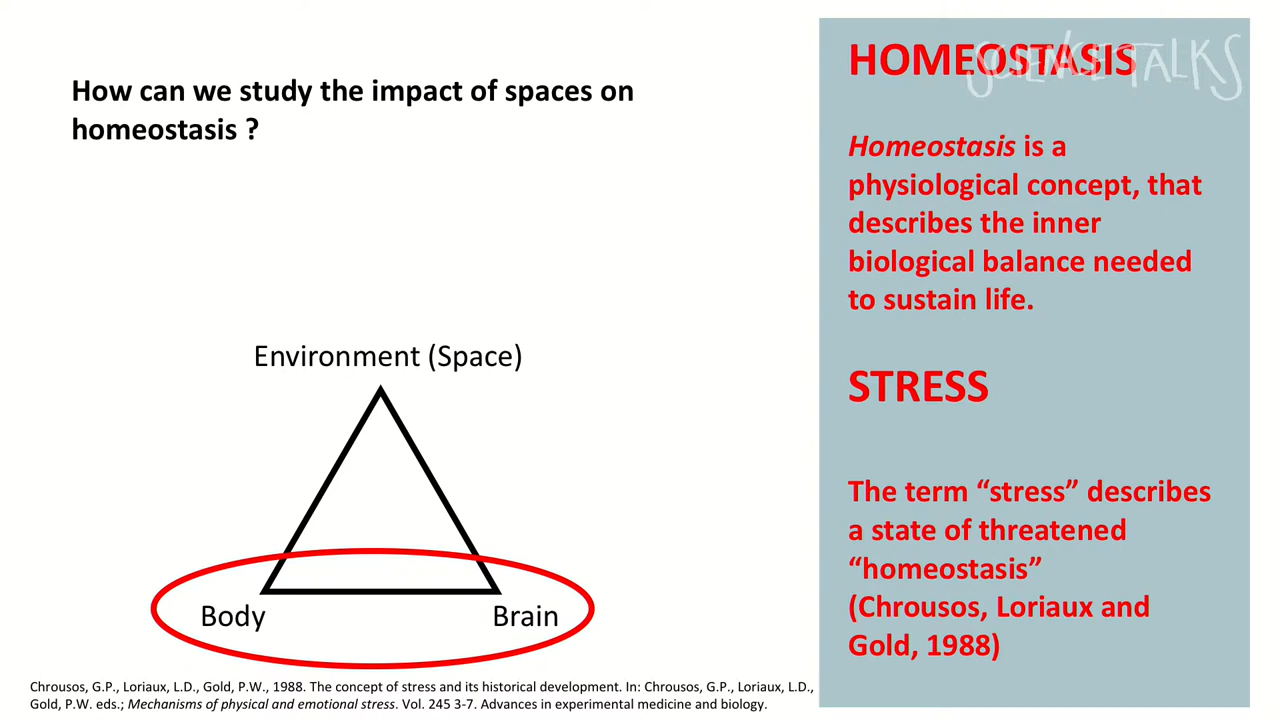 How can we study the impact of spaces on
homeostasis ?
Environment (Space)
Body
Brain
Chrousos, G.P., Loriaux, L.D., Gold, P.W., 1988. The concept of stress and its historical development. In: Chrousos, G.P., Loriaux, L.D.,
Gold, P.W. eds.; Mechanisms of physical and emotional stress. Vol. 245 3-7. Advances in experimental medicine and biology.
SCIENCE TALKS
HOMEOSTASIS
Homeostasis is a
physiological concept, that
describes the inner
biological balance needed
to sustain life.
STRESS
The term “stress” describes
a state of threatened
“homeostasis”
(Chrousos, Loriaux and
Gold, 1988)